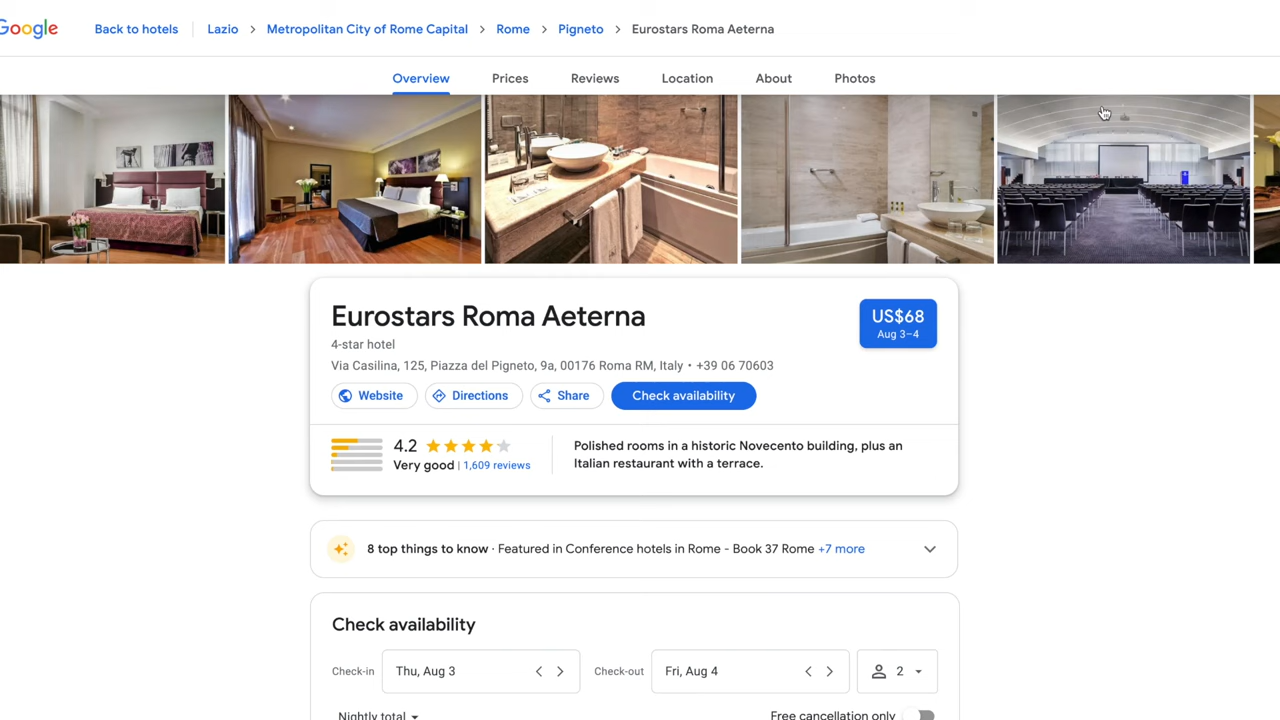 Google
Back to hotels
Lazio
Metropolitan City of Rome Capital
Rome
Pigneto
Eurostars Roma Aeterna
Overview
Prices
Reviews
Location
About
Photos
Eurostars Roma Aeterna
US$68
Aug 3–4
4-star hotel
Via Casilina, 125, Piazza del Pigneto, 9a, 00176 Roma RM, Italy • +39 06 70603
Website
Directions
Share
Check availability
4.2
Very good | 1,609 reviews
Polished rooms in a historic Novecento building, plus an
Italian restaurant with a terrace.
8 top things to know · Featured in Conference hotels in Rome - Book 37 Rome +7 more
Check availability
Check-in
Thu, Aug 3
Check-out
Fri, Aug 4
2
Nightly total
Free cancellation only